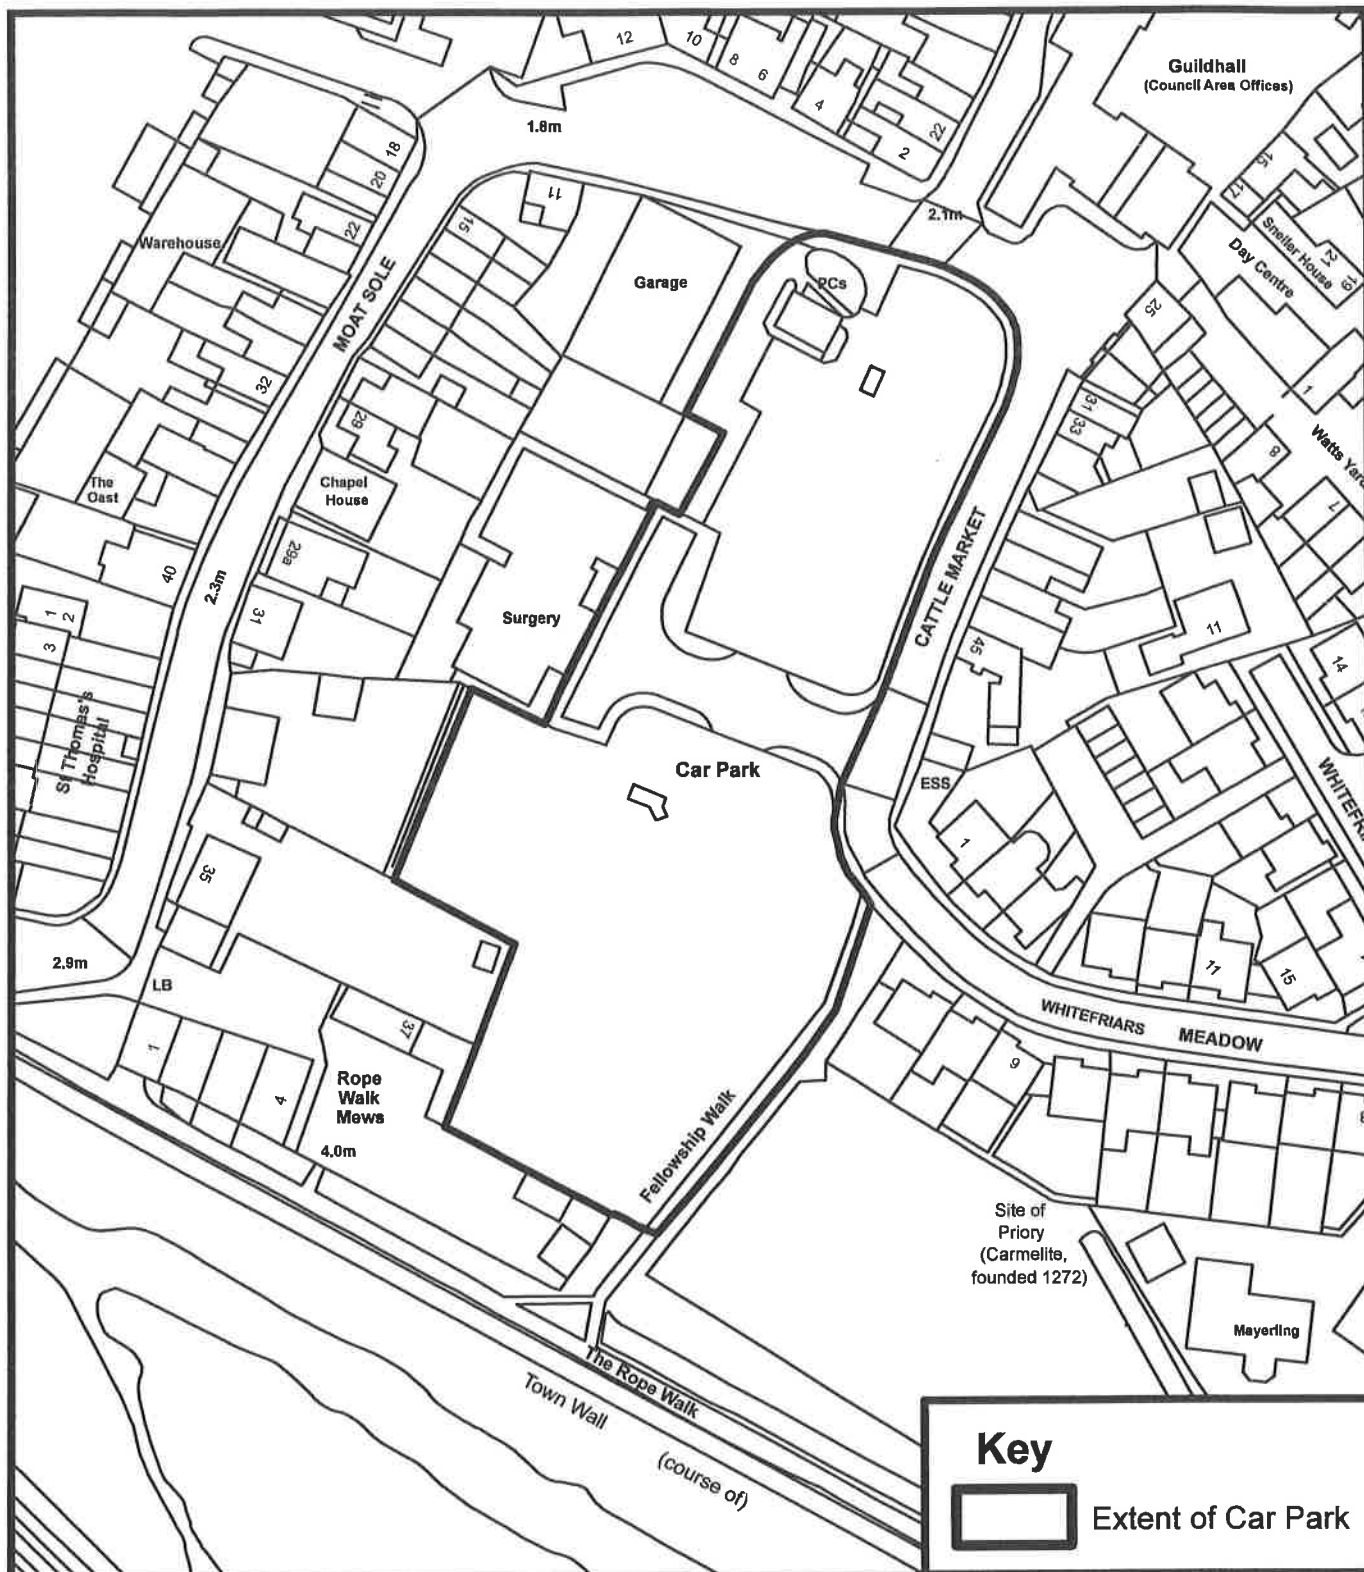 12
10
8
6
4
2
22
Guildhall
(Council Area Offices)
1.8m
18
20
22
15
17
11
2.1m
15
Warehouse
Sneller House
21
19
Day Centre
PCs
Garage
25
MOAT SOLE
32
1
29
31
33
Watts Yard
8
The
Oast
Chapel
House
7
CATTLE MARKET
29a
40
2.3m
1
2
3
31
Surgery
11
45
14
St Thomas's
Hospital
Car Park
ESS
WHITEFRI
1
35
2.9m
LB
11
15
WHITEFRIARS MEADOW
37
1
4
Rope
Walk
Mews
9
4.0m
Fellowship Walk
Site of
Priory
(Carmelite,
founded 1272)
Mayerling
The Rope Walk
Town Wall
(course of)
Key
Extent of Car Park